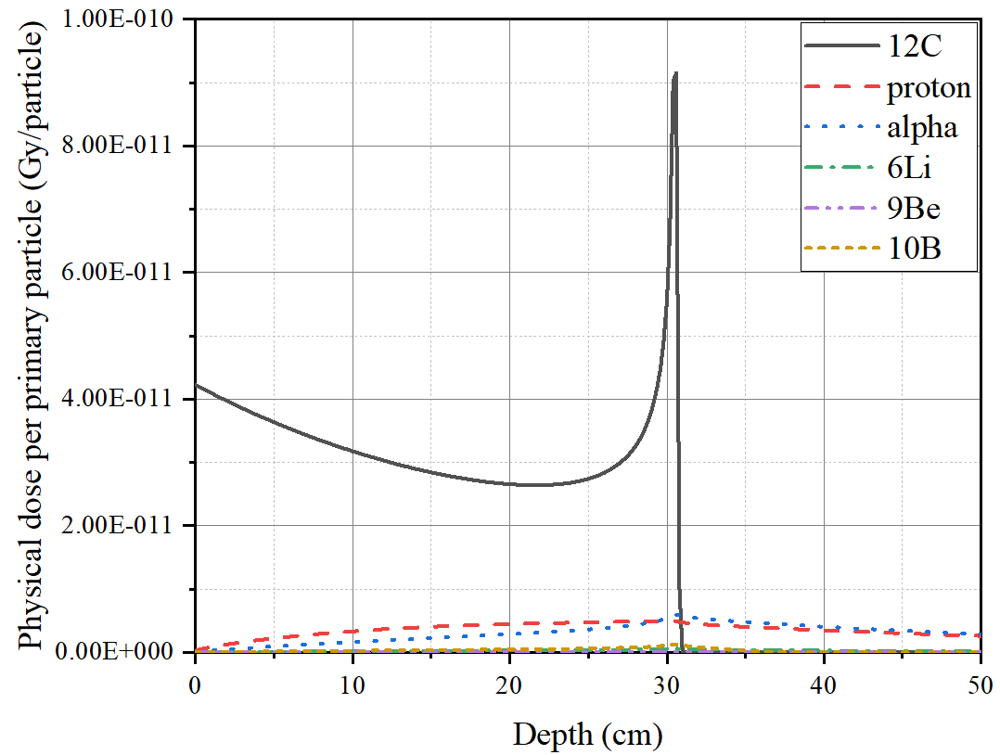 Physical dose per primary particle (Gy/particle)
1.00E-010
8.00E-011
6.00E-011
4.00E-011
2.00E-011
0.00E+000
12C
proton
alpha
6Li
9Be
10B
0 10 20 30 40 50
Depth (cm)